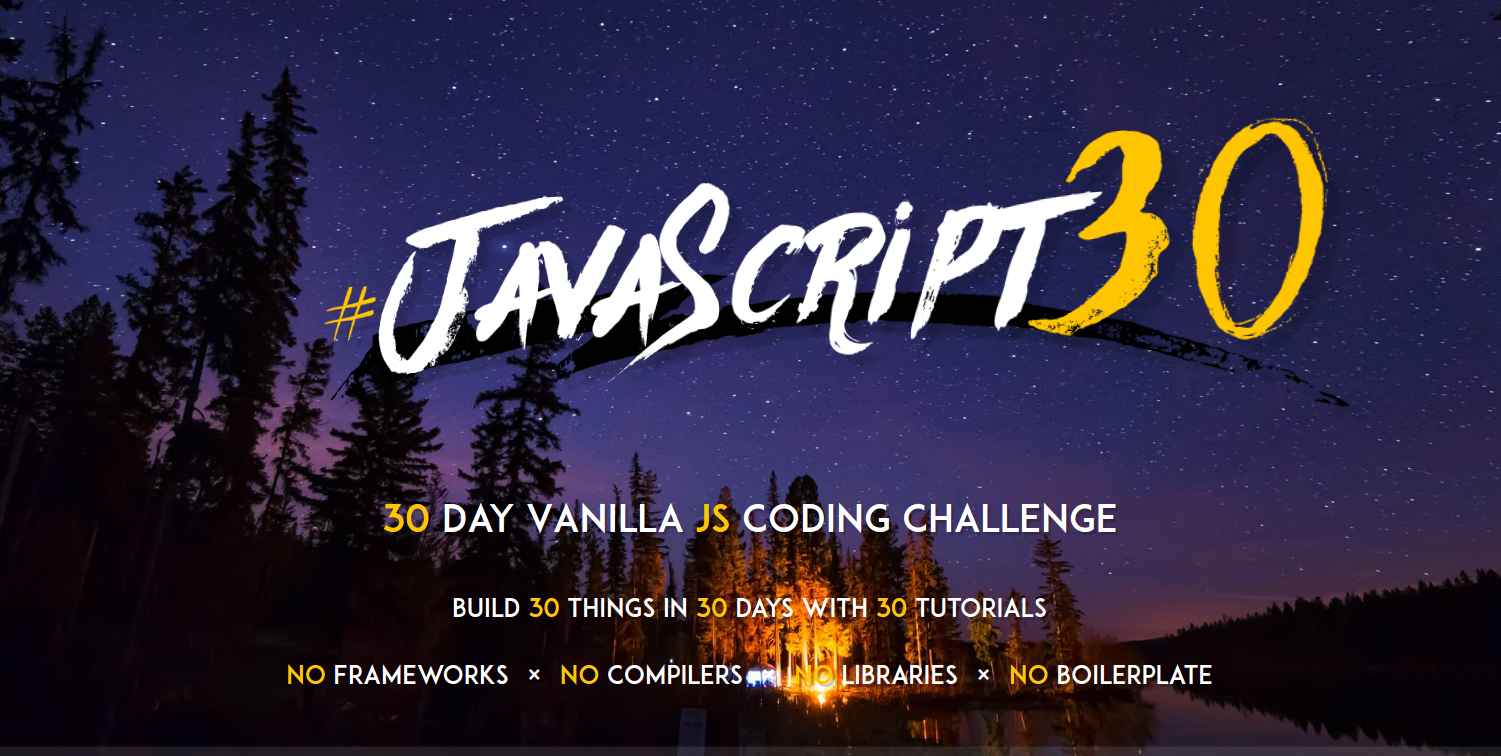 #JAVASCRIPT30
30 DAY VANILLA JS CODING CHALLENGE
BUILD 30 THINGS IN 30 DAYS WITH 30 TUTORIALS
NO FRAMEWORKS × NO COMPILERS × NO LIBRARIES × NO BOILERPLATE